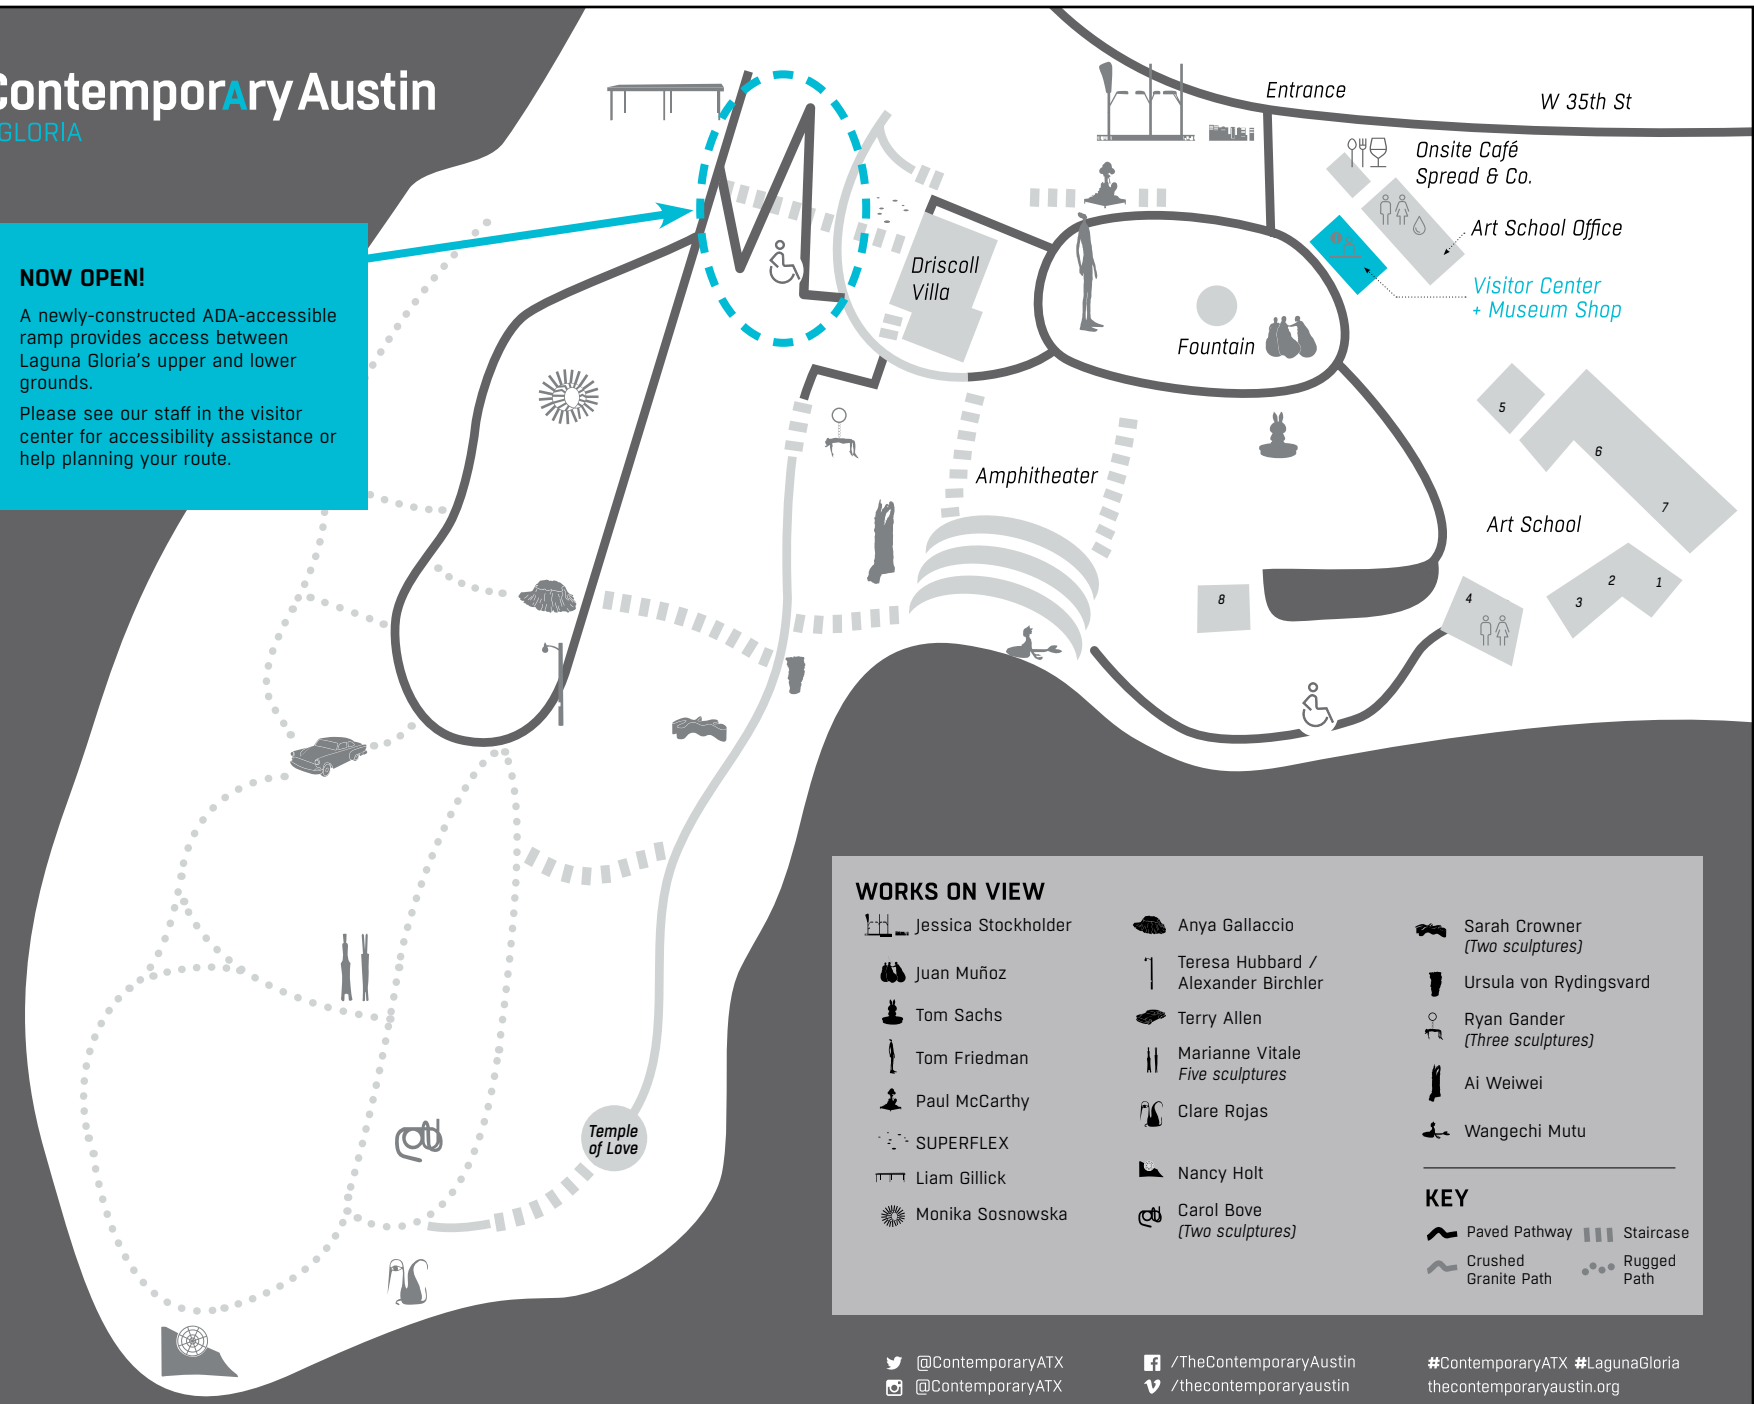 ContemporAry Austin
GLORIA
NOW OPEN!
A newly-constructed ADA-accessible
ramp provides access between
Laguna Gloria's upper and lower
grounds.
Please see our staff in the visitor
center for accessibility assistance or
help planning your route.
Entrance
W 35th St
Onsite Café
Spread & Co.
Art School Office
Visitor Center
+ Museum Shop
Driscoll
Villa
Fountain
Amphitheater
Art School
5
6
7
8
4
3
2
1
Temple
of Love
WORKS ON VIEW
Jessica Stockholder
Juan Muñoz
Tom Sachs
Tom Friedman
Paul McCarthy
SUPERFLEX
Liam Gillick
Monika Sosnowska
Anya Gallaccio
Teresa Hubbard /
Alexander Birchler
Terry Allen
Marianne Vitale
Five sculptures
Clare Rojas
Nancy Holt
Carol Bove
(Two sculptures)
Sarah Crowner
(Two sculptures)
Ursula von Rydingsvard
Ryan Gander
(Three sculptures)
Ai Weiwei
Wangechi Mutu
KEY
Paved Pathway
Staircase
Crushed
Granite Path
Rugged
Path
@ContemporaryATX
@ContemporaryATX
/TheContemporaryAustin
/thecontemporaryaustin
#ContemporaryATX #LagunaGloria
thecontemporaryaustin.org